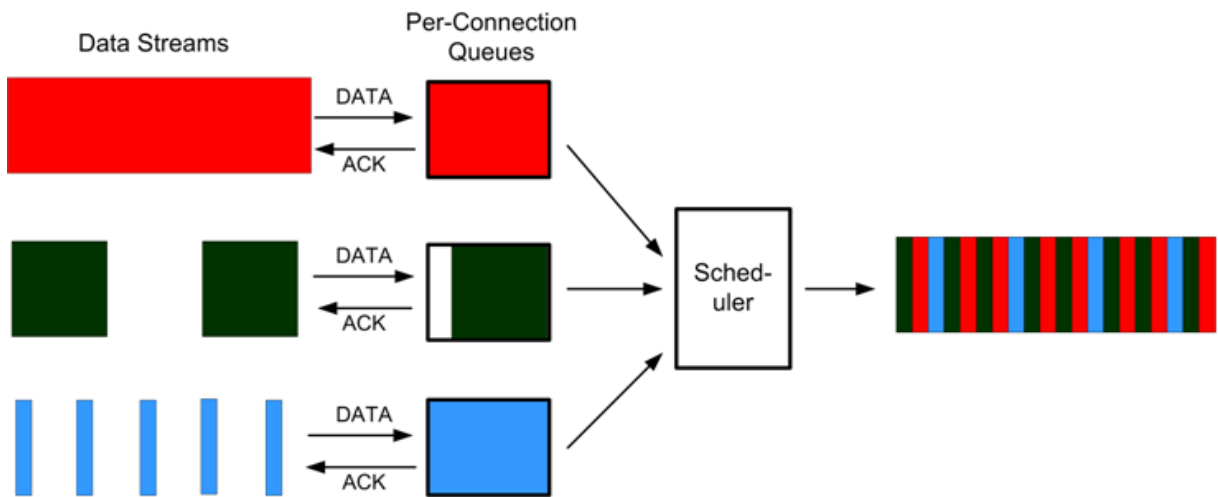 Data Streams
Per-Connection
Queues
DATA
ACK
DATA
ACK
Sched-
uler
DATA
ACK